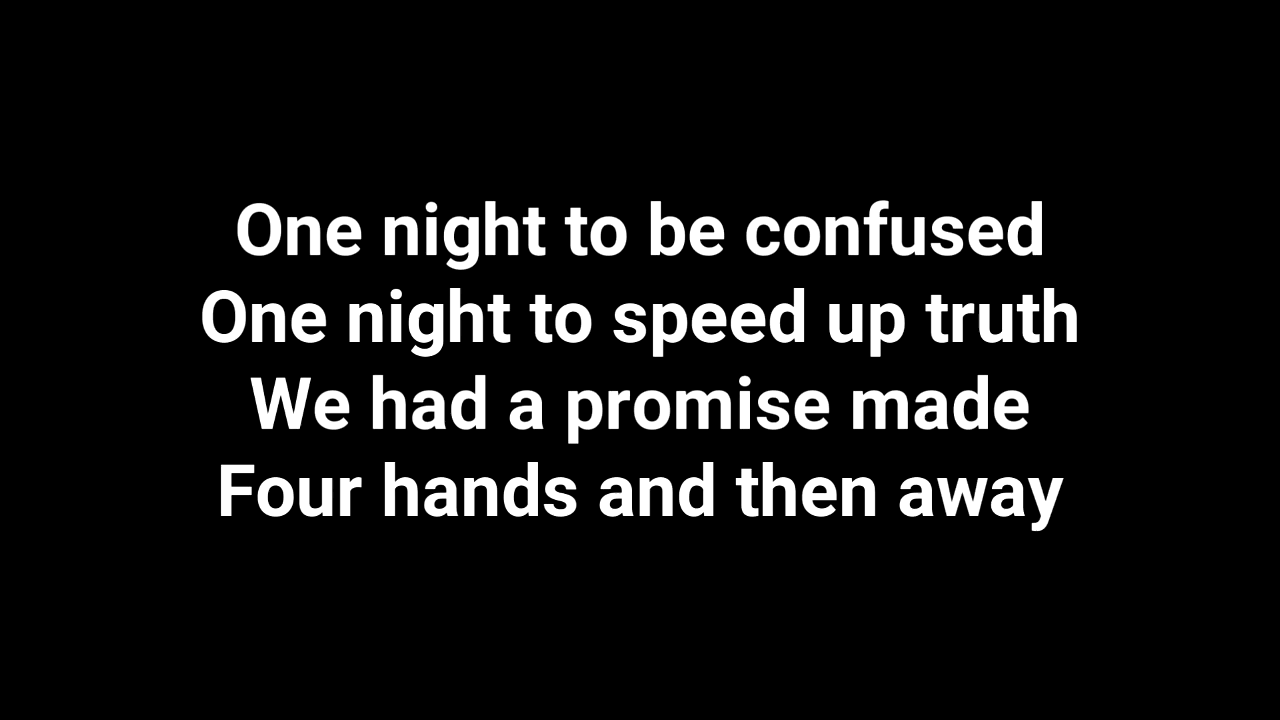 One night to be confused
One night to speed up truth
We had a promise made
Four hands and then away